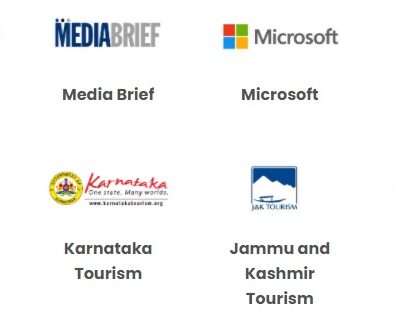 MEDIABRIEF
Microsoft
Media Brief
Microsoft
Karnataka
One state. Many worlds.
www.karnatakatourism.org
J&K TOURISM
Karnataka
Tourism
Jammu and
Kashmir
Tourism